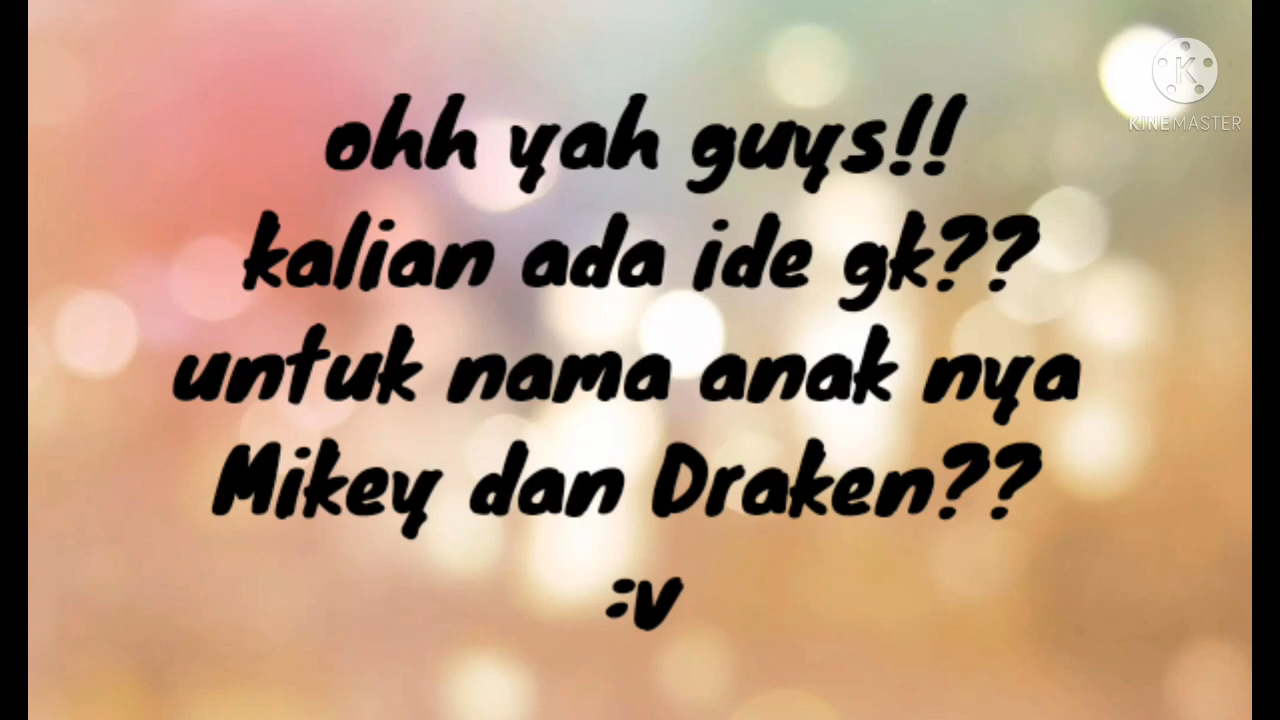 KINEMASTER
ohh yah guys!!
kalian ada ide gk??
untuk nama anak nya
Mikey dan Draken??
:v